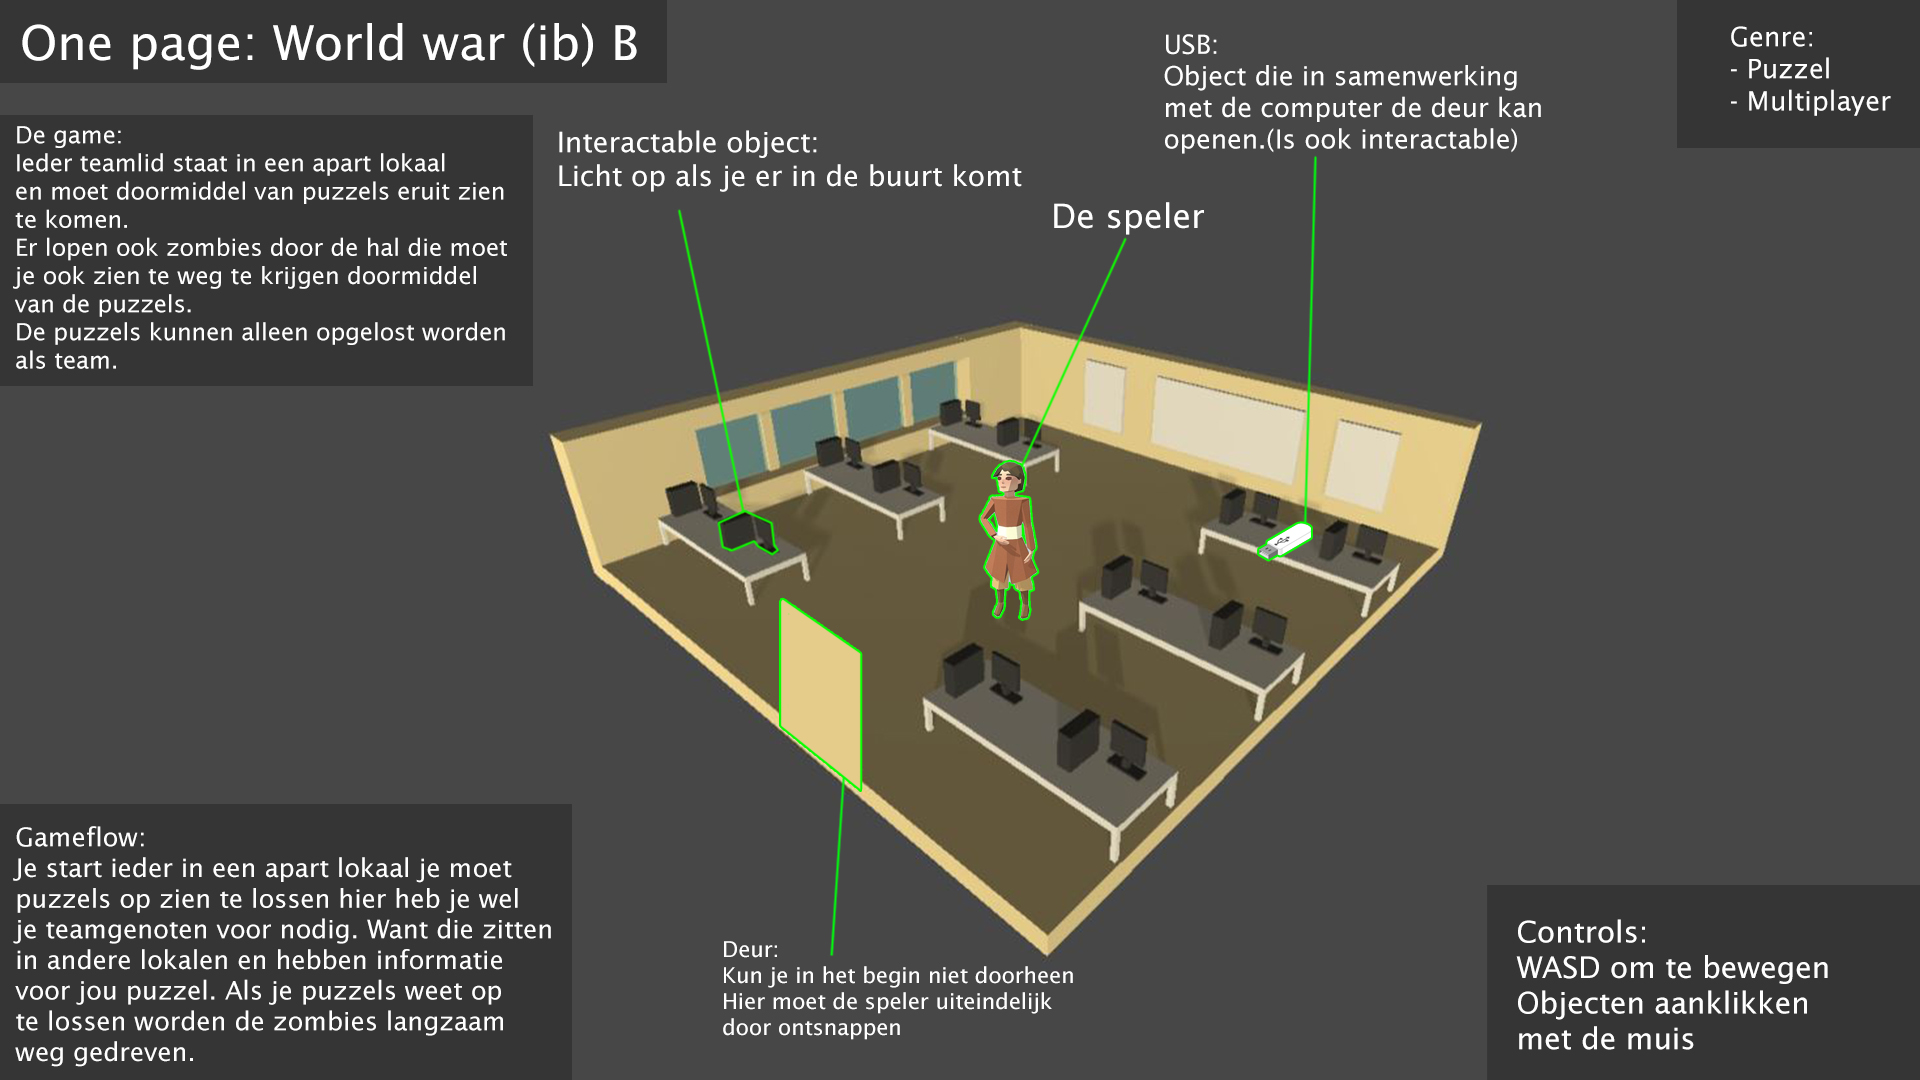 One page: World war (ib) B
De game:
Ieder teamlid staat in een apart lokaal
en moet doormiddel van puzzels eruit zien
te komen.
Er lopen ook zombies door de hal die moet
je ook zien te weg te krijgen doormiddel
van de puzzels.
De puzzels kunnen alleen opgelost worden
als team.
Interactable object:
Licht op als je er in de buurt komt
De speler
USB:
Object die in samenwerking
met de computer de deur kan
openen.(Is ook interactable)
Genre:
- Puzzel
- Multiplayer
Gameflow:
Je start ieder in een apart lokaal je moet
puzzels op zien te lossen hier heb je wel
je teamgenoten voor nodig. Want die zitten
in andere lokalen en hebben informatie
voor jou puzzel. Als je puzzels weet op
te lossen worden de zombies langzaam
weg gedreven.
Deur:
Kun je in het begin niet doorheen
Hier moet de speler uiteindelijk
door ontsnappen
Controls:
WASD om te bewegen
Objecten aanklikken
met de muis